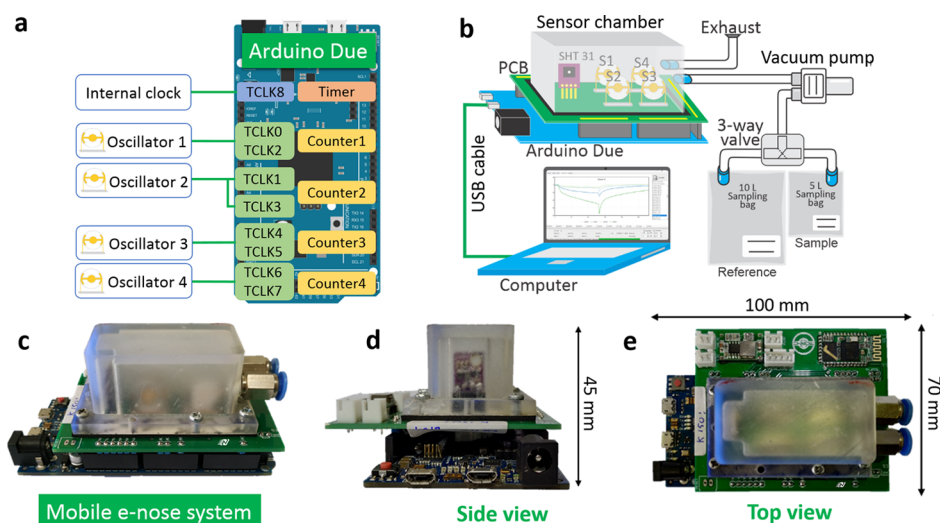 a
Arduino Due
Internal clock
TCLK8
Timer
Oscillator 1
TCLK0
TCLK2
Counter1
Oscillator 2
TCLK1
TCLK3
Counter2
Oscillator 3
TCLK4
TCLK5
Counter3
Oscillator 4
TCLK6
TCLK7
Counter4
b
Sensor chamber
Exhaust
SHT 31
S1
S4
S2
S3
PCB
Vacuum pump
3-way
valve
Arduino Due
USB cable
10 L
Sampling
bag
5 L
Sampling
bag
Sample
Reference
Computer
c
Mobile e-nose system
d
45 mm
Side view
e
100 mm
70 mm
Top view